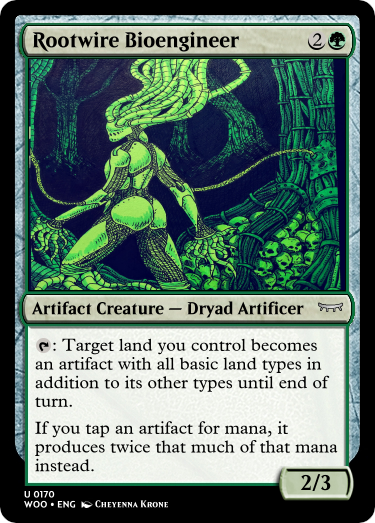 Rootwire Bioengineer 2
Artifact Creature — Dryad Artificer
: Target land you control becomes
an artifact with all basic land types in
addition to its other types until end of
turn.
If you tap an artifact for mana, it
produces twice that much of that mana
instead.
2/3
U 0170
WOO • ENG Cheyenna Krone